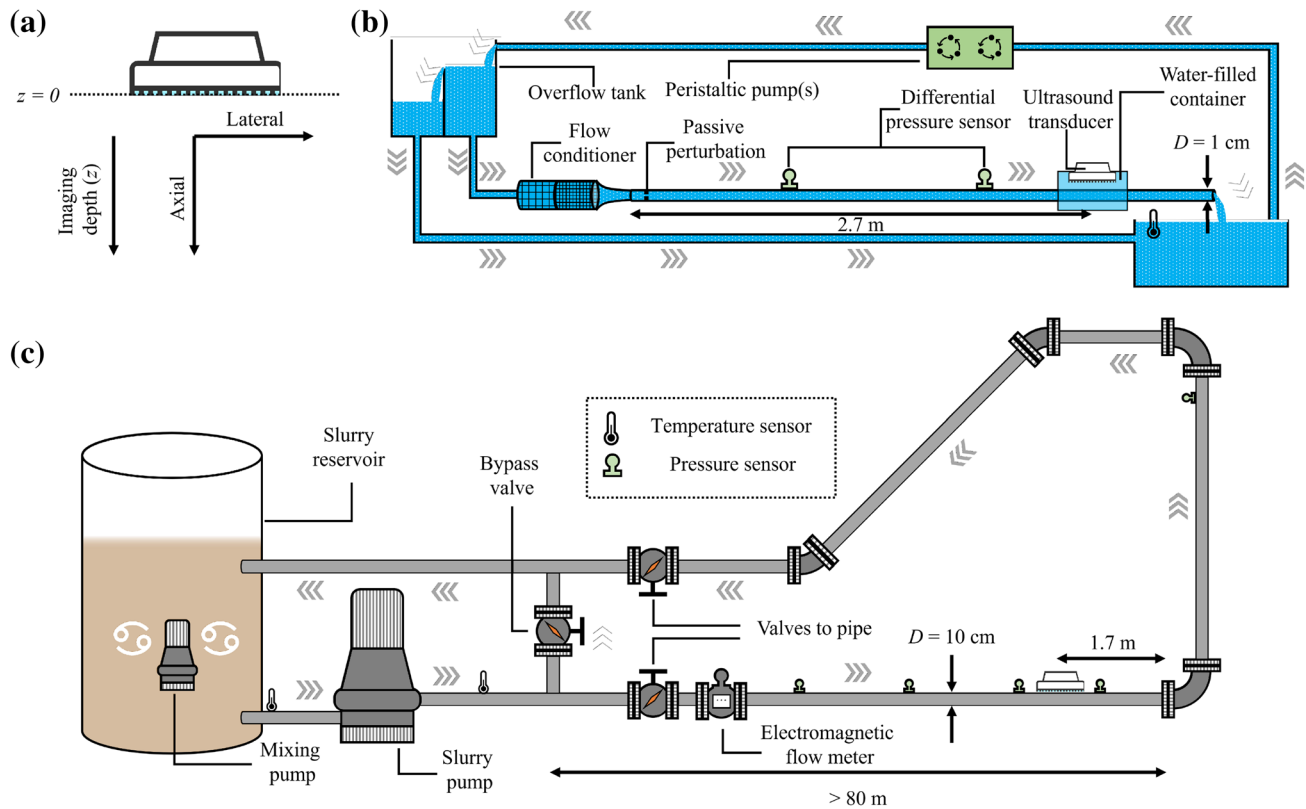 (a)
z = 0
Lateral
Imaging
depth (z)
Axial
(b)
Overflow tank
Peristaltic pump(s)
Flow
conditioner
Passive
perturbation
Differential
pressure sensor
Ultrasound
transducer
Water-filled
container
D = 1 cm
2.7 m
(c)
Slurry
reservoir
Bypass
valve
Temperature sensor
Pressure sensor
Valves to pipe
D = 10 cm
1.7 m
Mixing
pump
Slurry
pump
Electromagnetic
flow meter
> 80 m